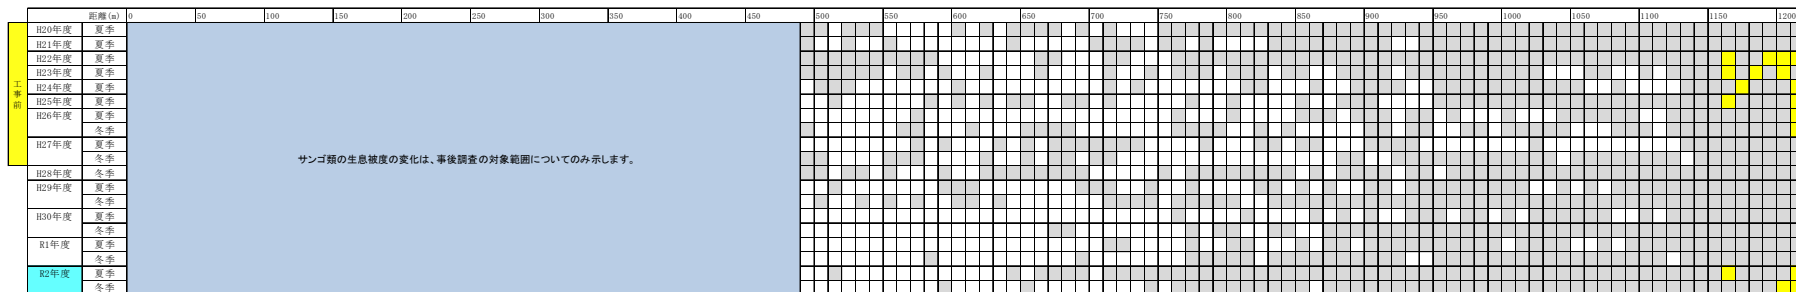 距離(m) 0 50 100 150 200 250 300 350 400 450 500 550 600 650 700 750 800 850 900 950 1000 1050 1100 1150 1200
工事前
H20年度 夏季
H21年度 夏季
H22年度 夏季
H23年度 夏季
H24年度 夏季
H25年度 夏季
H26年度 夏季
冬季
H27年度 夏季
冬季
サンゴ類の生息被度の変化は、事後調査の対象範囲についてのみ示します。
H28年度 冬季
H29年度 夏季
冬季
H30年度 夏季
冬季
R1年度 夏季
冬季
R2年度 夏季
冬季